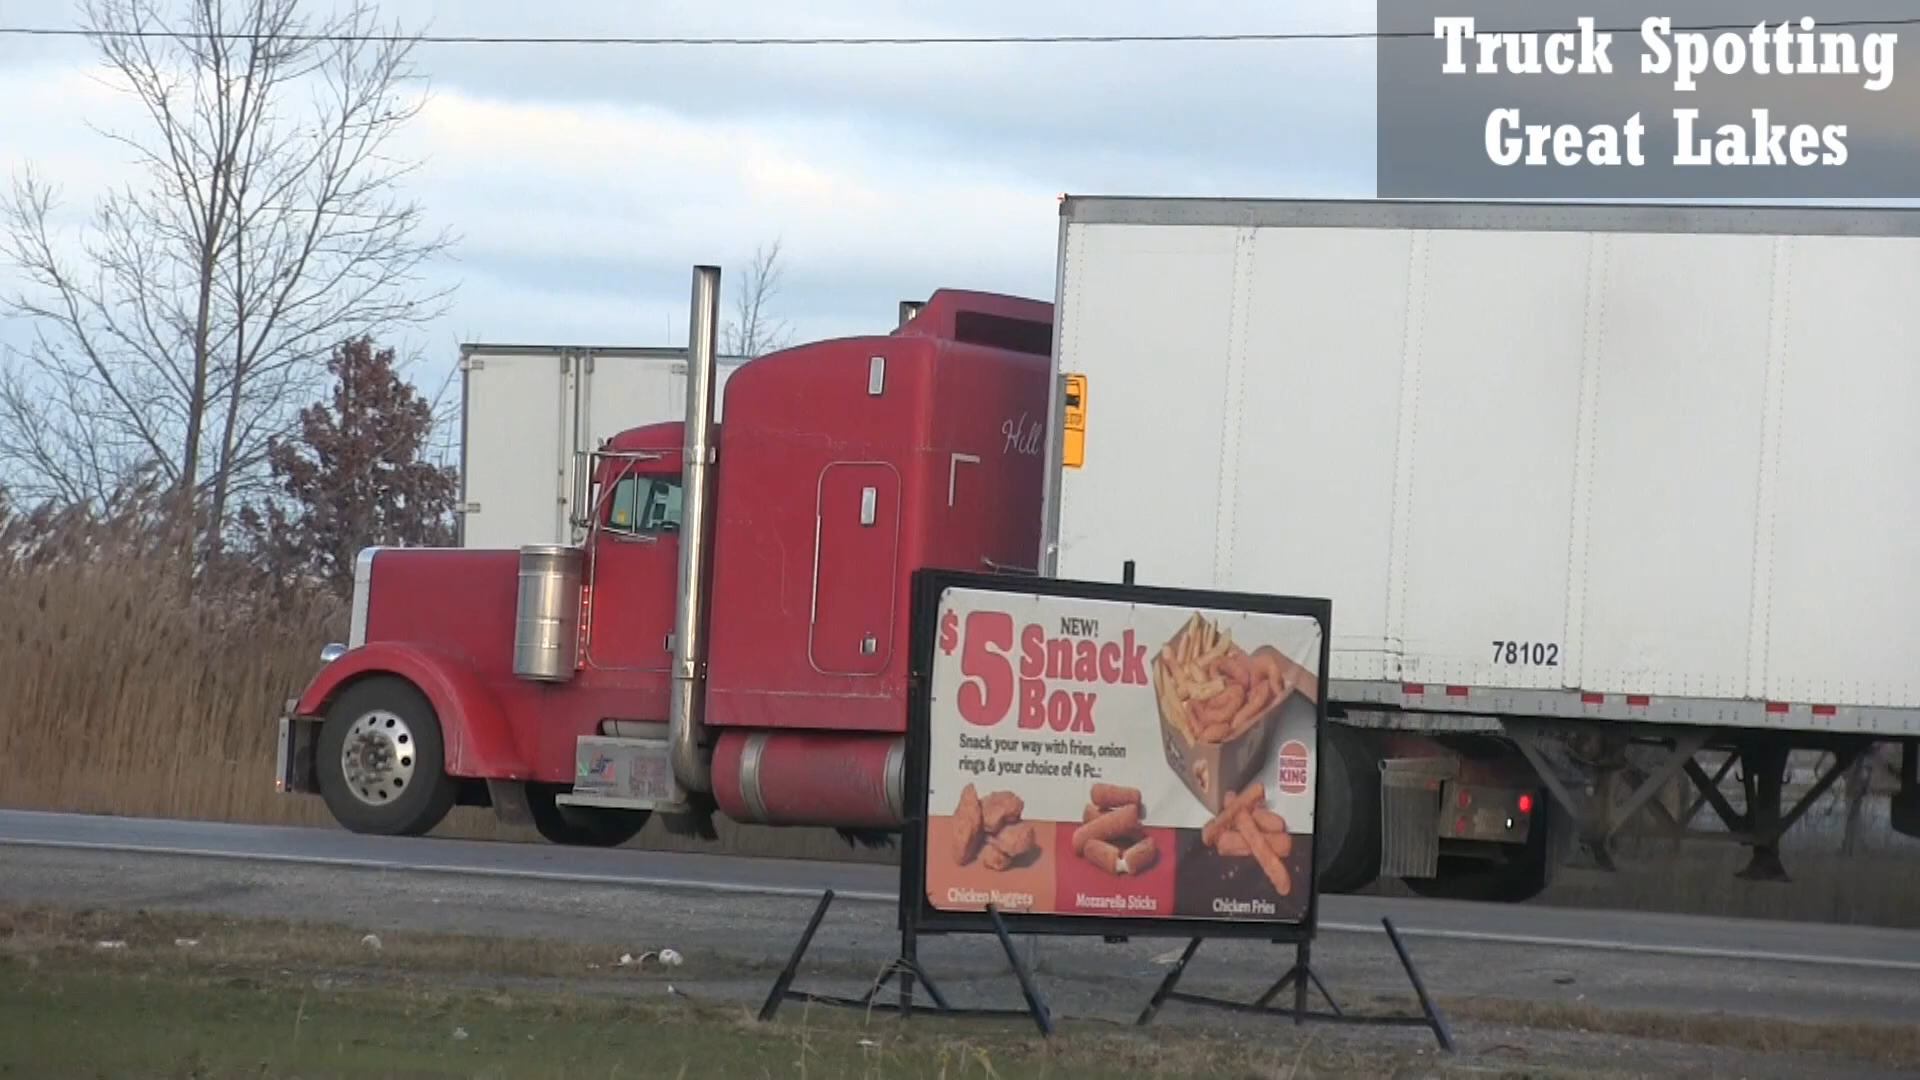 Truck Spotting
Great Lakes
Hill
78102
NEW!
$5 Snack
Box
Snack your way with fries, onion
rings & your choice of 4 Pc.:
BURGER
KING
Chicken Nuggets
Mozzarella Sticks
Chicken Fries